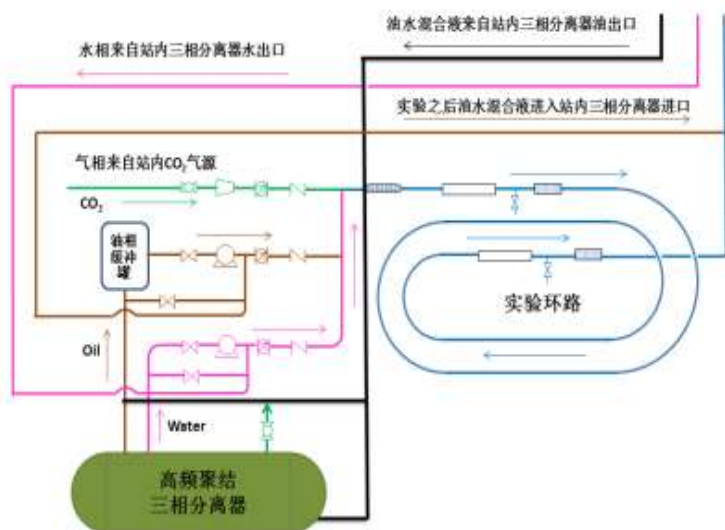 油水混合液来自站内三相分离器油出口
水相来自站内三相分离器水出口
实验之后油水混合液进入站内三相分离器进口
气相来自站内CO₂气源
CO₂
油相
缓冲
罐
实验环路
Oil
Water
高频聚结
三相分离器